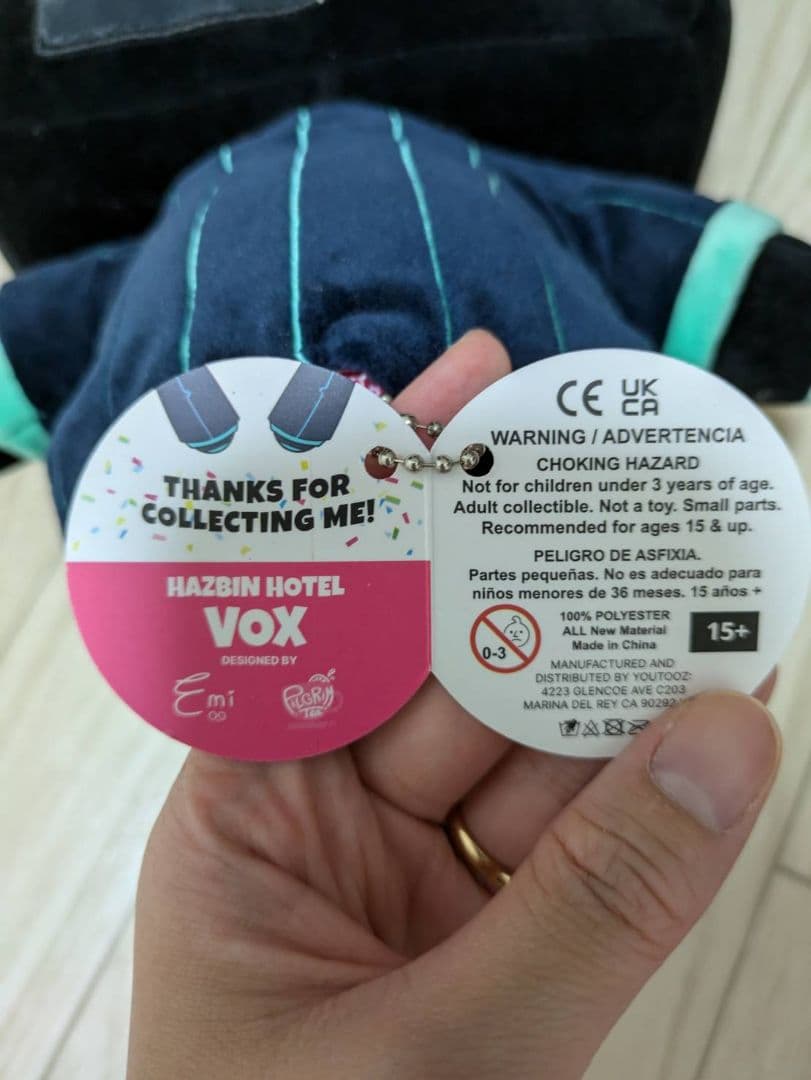 THANKS FOR
COLLECTING ME!
HAZBIN HOTEL
VOX
DESIGNED BY
Emi
PILGRIM
TEA
CE UK
CA
WARNING / ADVERTENCIA
CHOKING HAZARD
Not for children under 3 years of age.
Adult collectible. Not a toy. Small parts.
Recommended for ages 15 & up.
PELIGRO DE ASFIXIA.
Partes pequeñas. No es adecuado para
niños menores de 36 meses. 15 años +
0-3
100% POLYESTER
ALL New Material
Made in China
15+
MANUFACTURED AND
DISTRIBUTED BY YOUTOOZ:
4223 GLENCOE AVE C203
MARINA DEL REY CA 90292